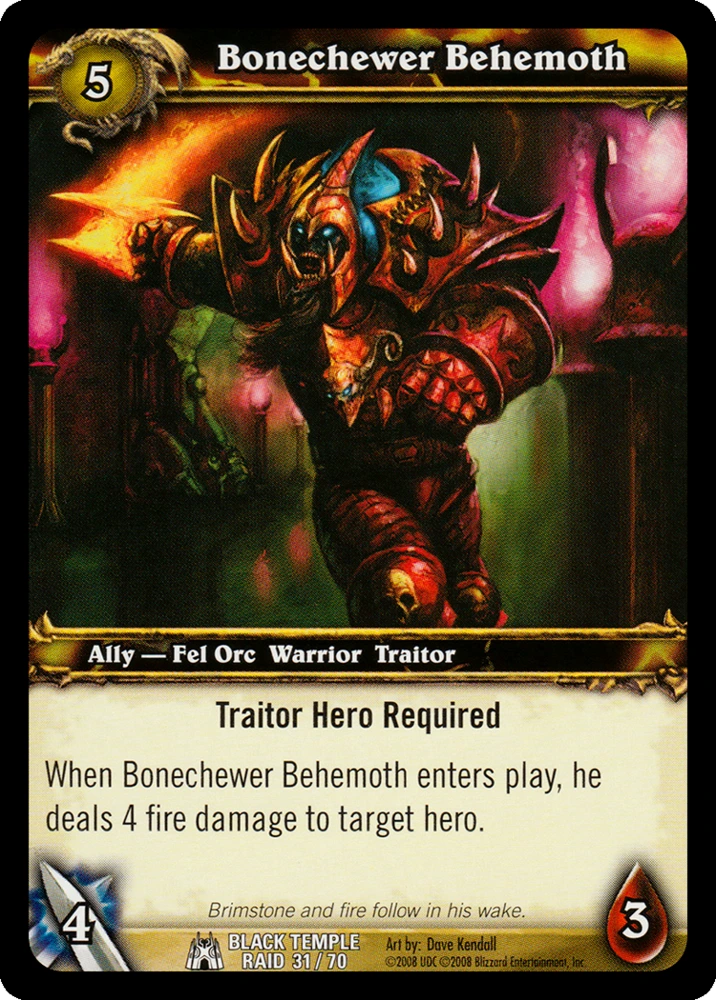 5
Bonechewer Behemoth
Ally — Fel Orc Warrior Traitor
Traitor Hero Required
When Bonechewer Behemoth enters play, he
deals 4 fire damage to target hero.
Brimstone and fire follow in his wake.
4
BLACK TEMPLE
RAID 31/70
Art by: Dave Kendall
©2008 UDC ©2008 Blizzard Entertainment, Inc.
3